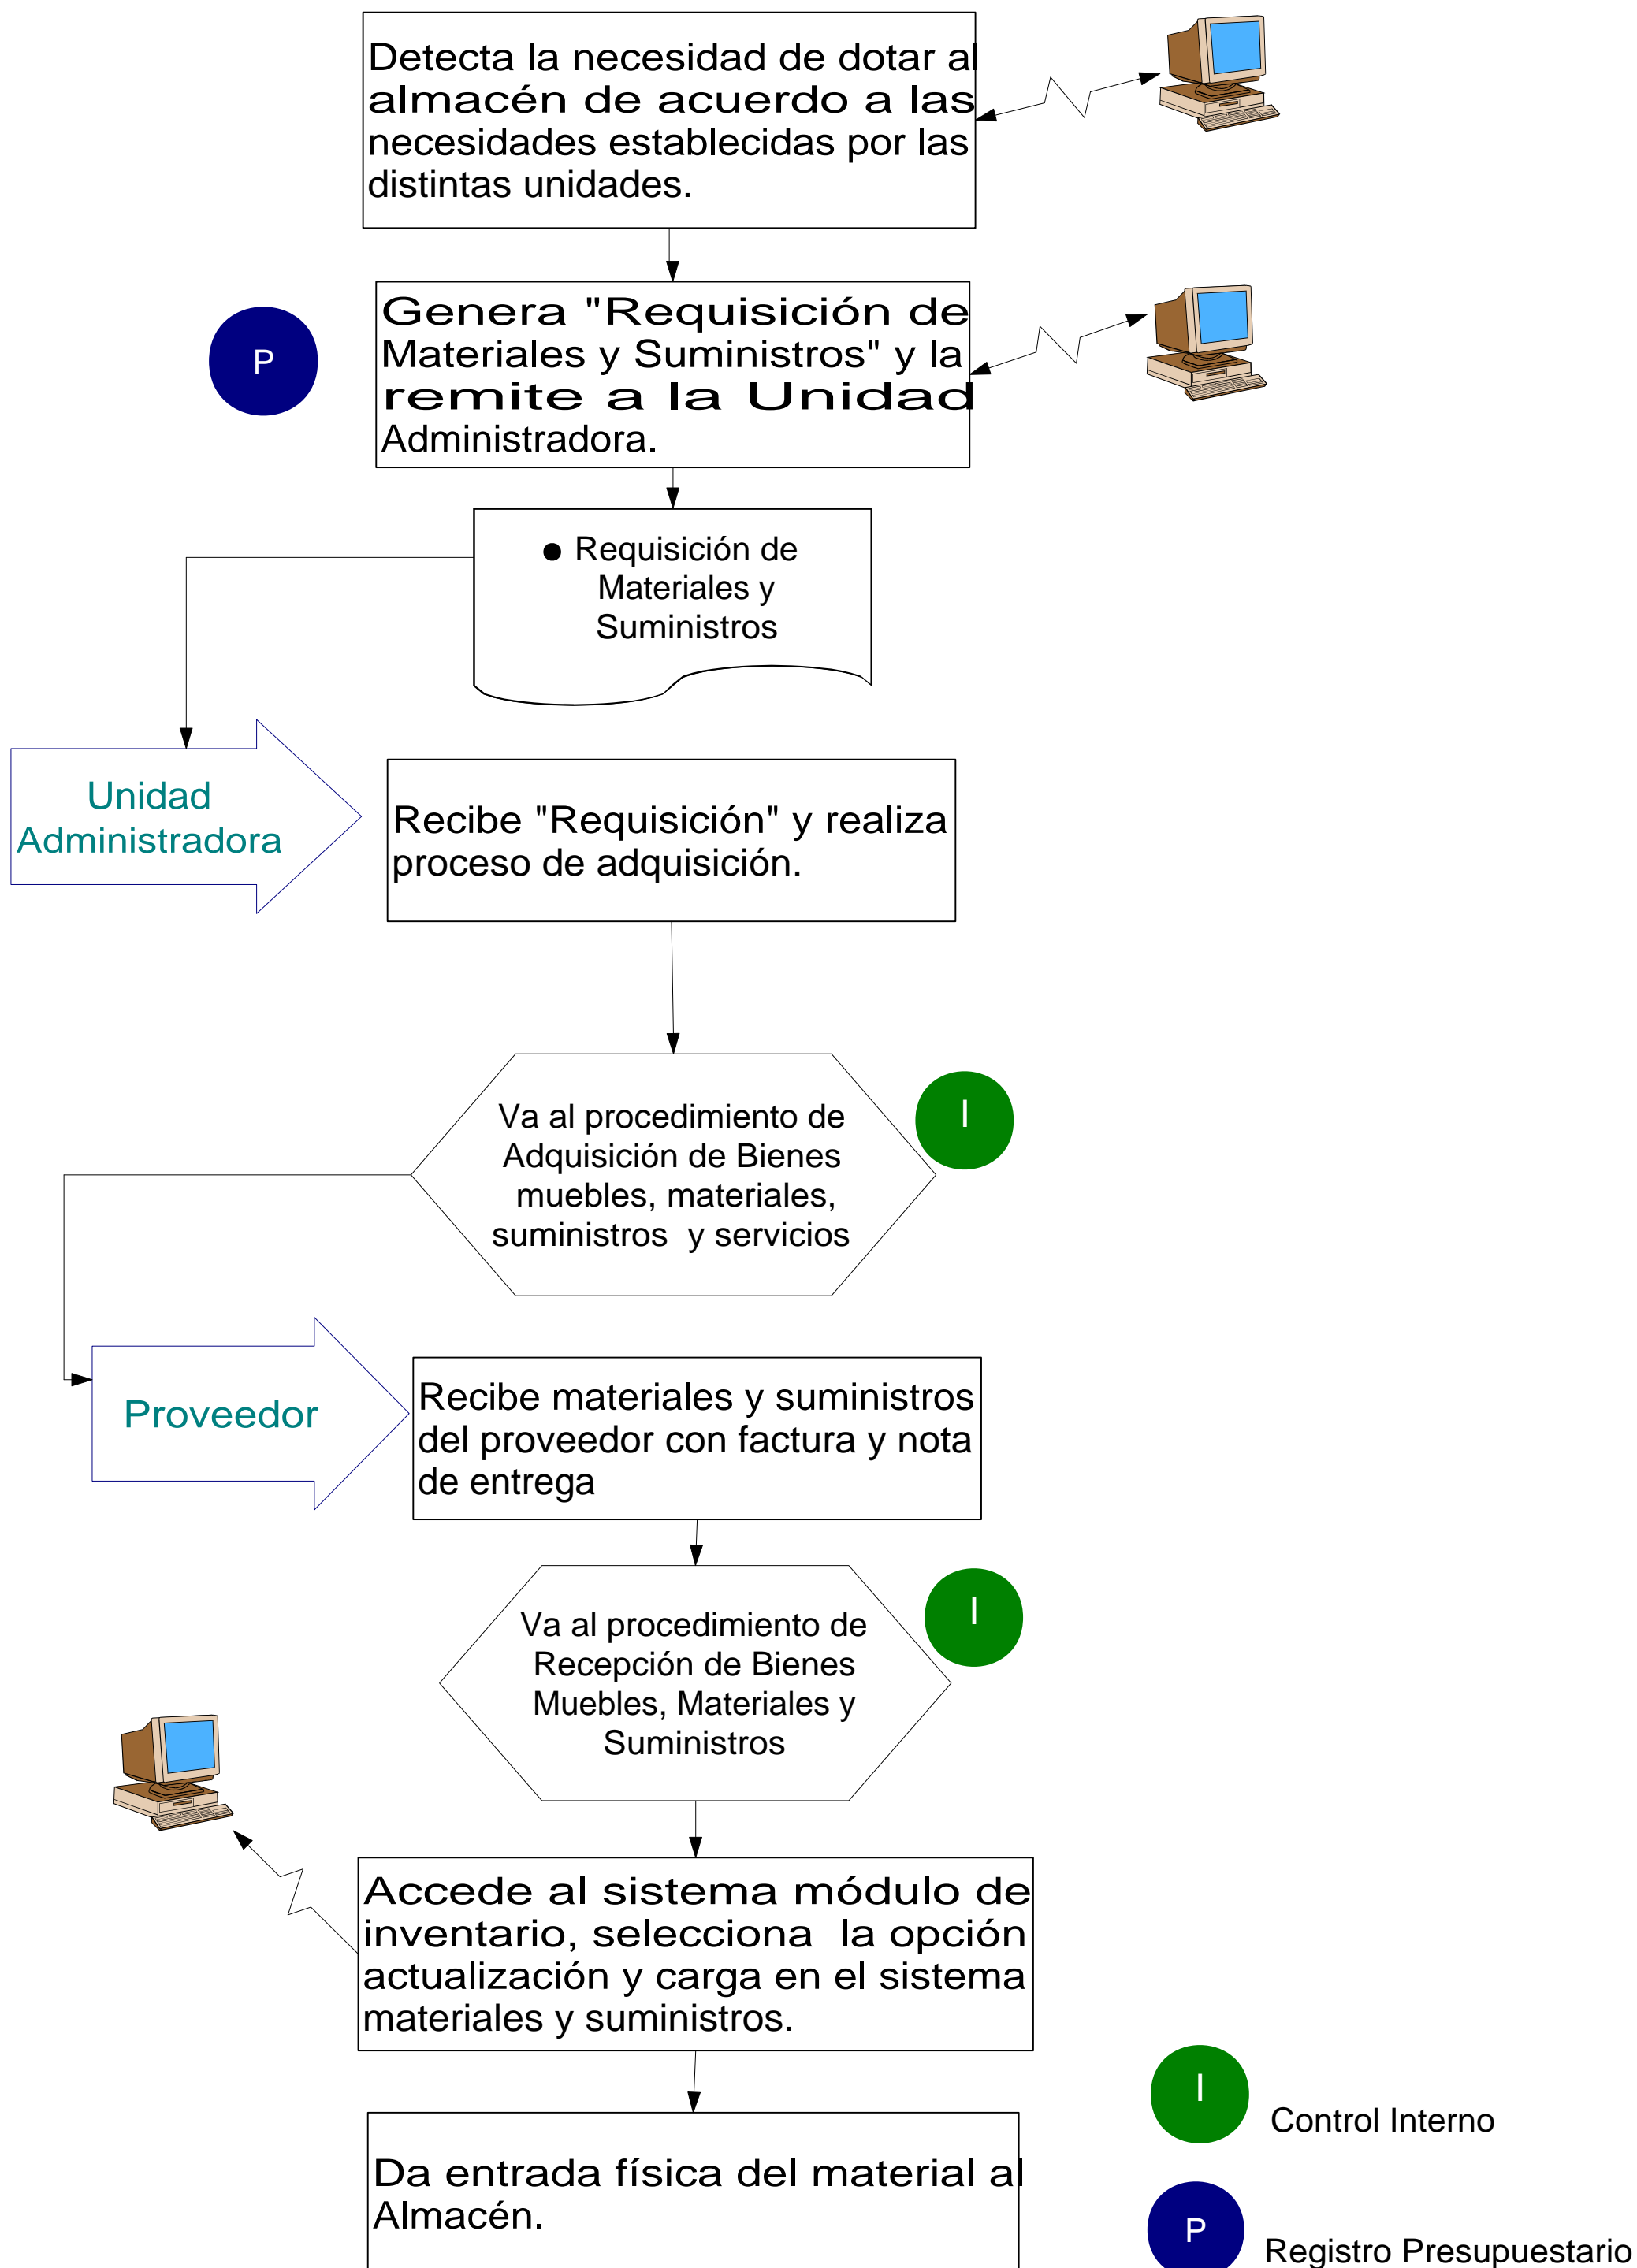 Detecta la necesidad de dotar al
almacén de acuerdo a las
necesidades establecidas por las
distintas unidades.
P
Genera "Requisición de
Materiales y Suministros" y la
remite a la Unidad
Administradora.
● Requisición de
Materiales y
Suministros
Unidad
Administradora
Recibe "Requisición" y realiza
proceso de adquisición.
Va al procedimiento de
Adquisición de Bienes
muebles, materiales,
suministros y servicios
I
Proveedor
Recibe materiales y suministros
del proveedor con factura y nota
de entrega
Va al procedimiento de
Recepción de Bienes
Muebles, Materiales y
Suministros
I
Accede al sistema módulo de
inventario, selecciona la opción
actualización y carga en el sistema
materiales y suministros.
Da entrada física del material al
Almacén.
I
Control Interno
P
Registro Presupuestario